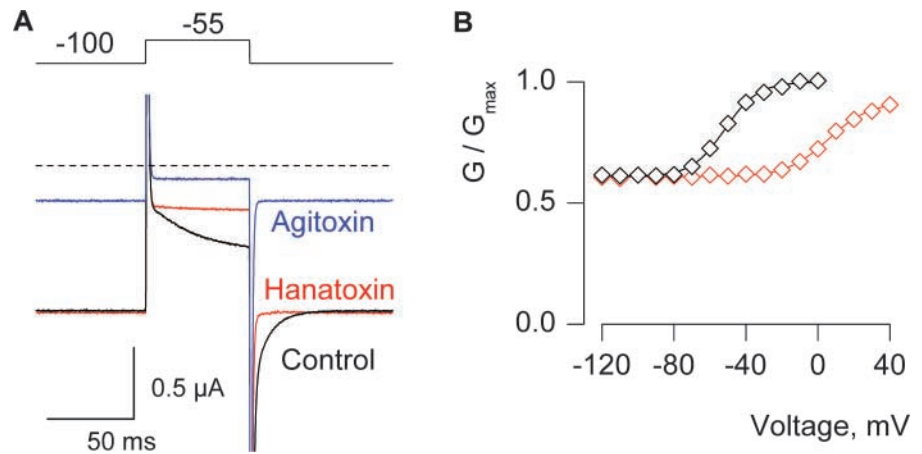 A
-100
-55
Agitoxin
Hanatoxin
Control
0.5 µA
50 ms
B
G / Gmax
1.0
0.5
0.0
-120
-80
-40
0
40
Voltage, mV